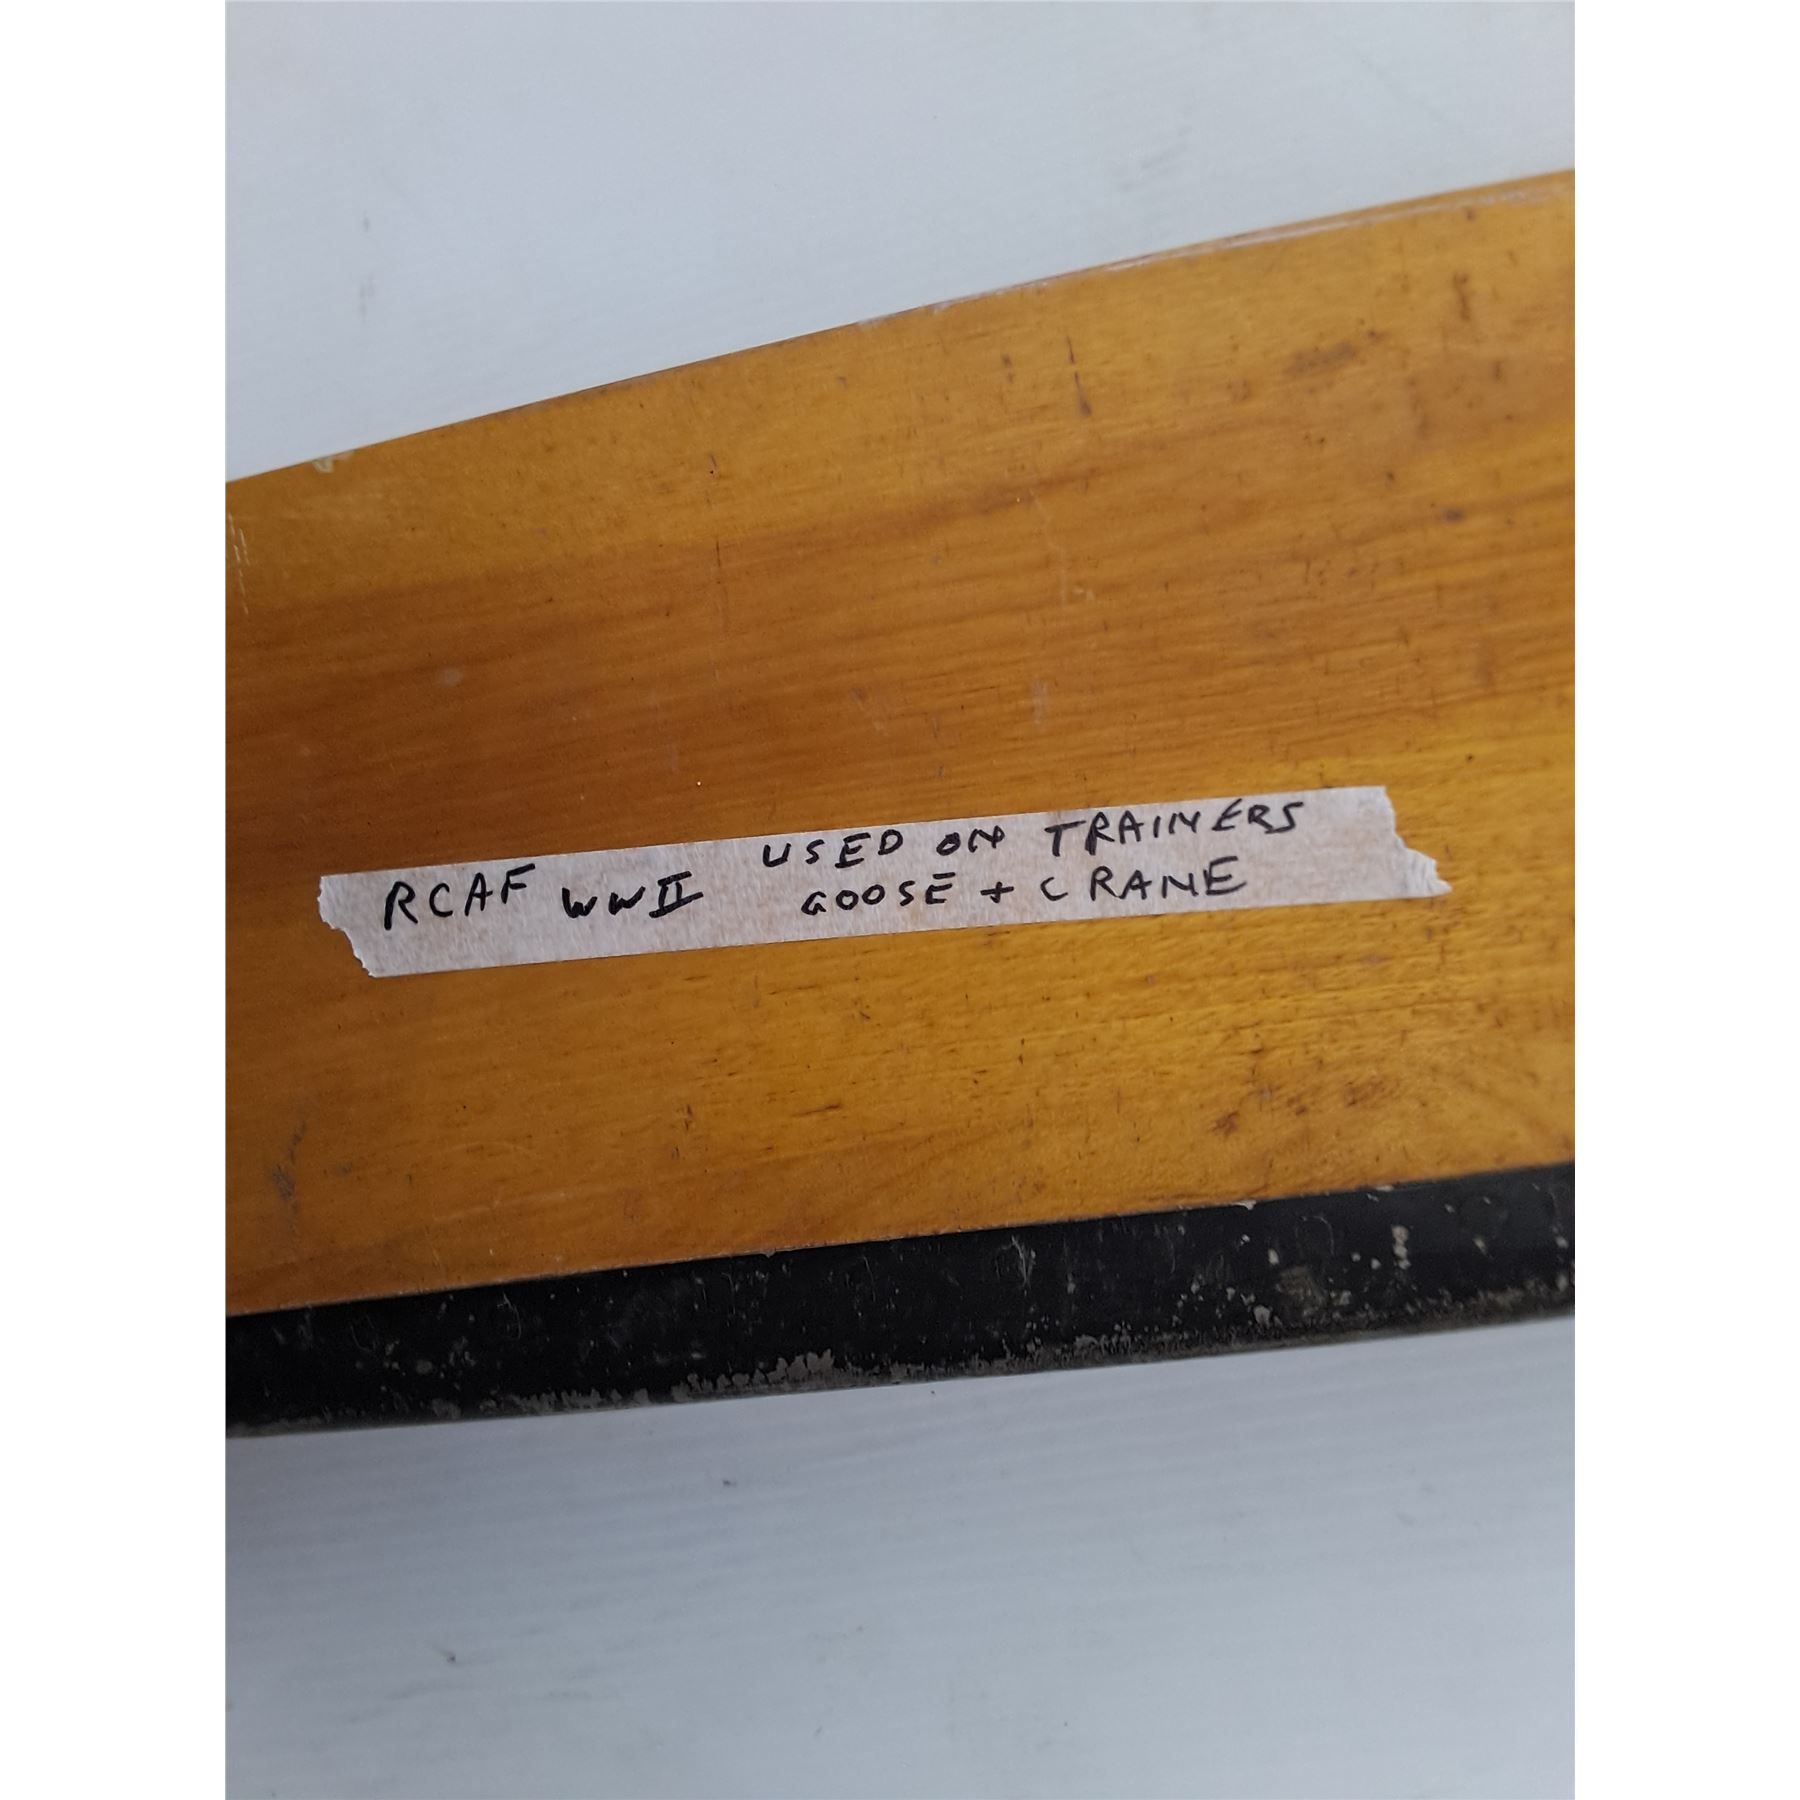 RCAF WWII USED ON TRAINERS
GOOSE + CRANE